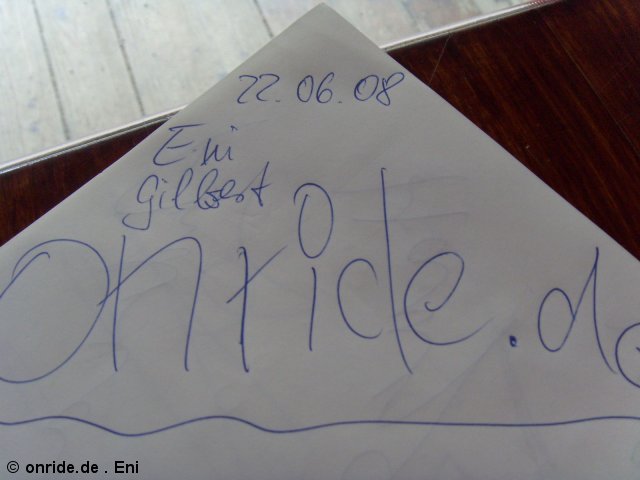 22.06.08
Eni
Gilbert
onride.de
© onride.de . Eni